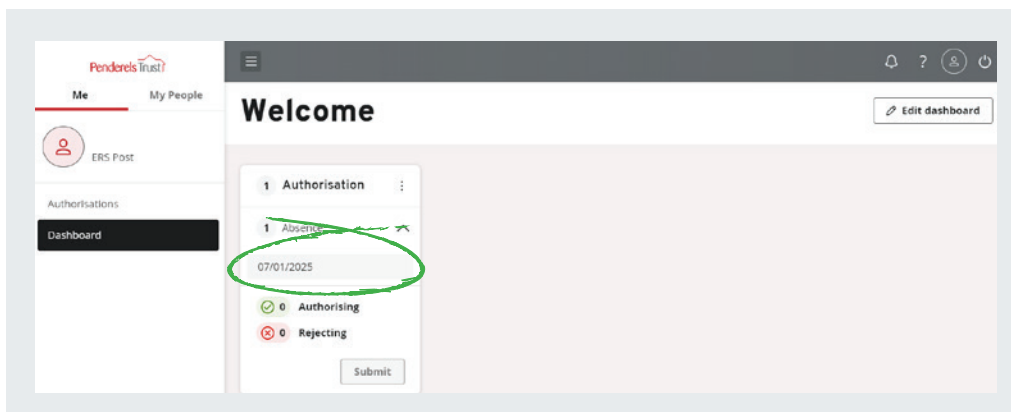 Penderels Trust
Me My People
ERS Post
Authorisations
Dashboard
?
Welcome
Edit dashboard
1 Authorisation
1 Absence
07/01/2025
0 Authorising
0 Rejecting
Submit